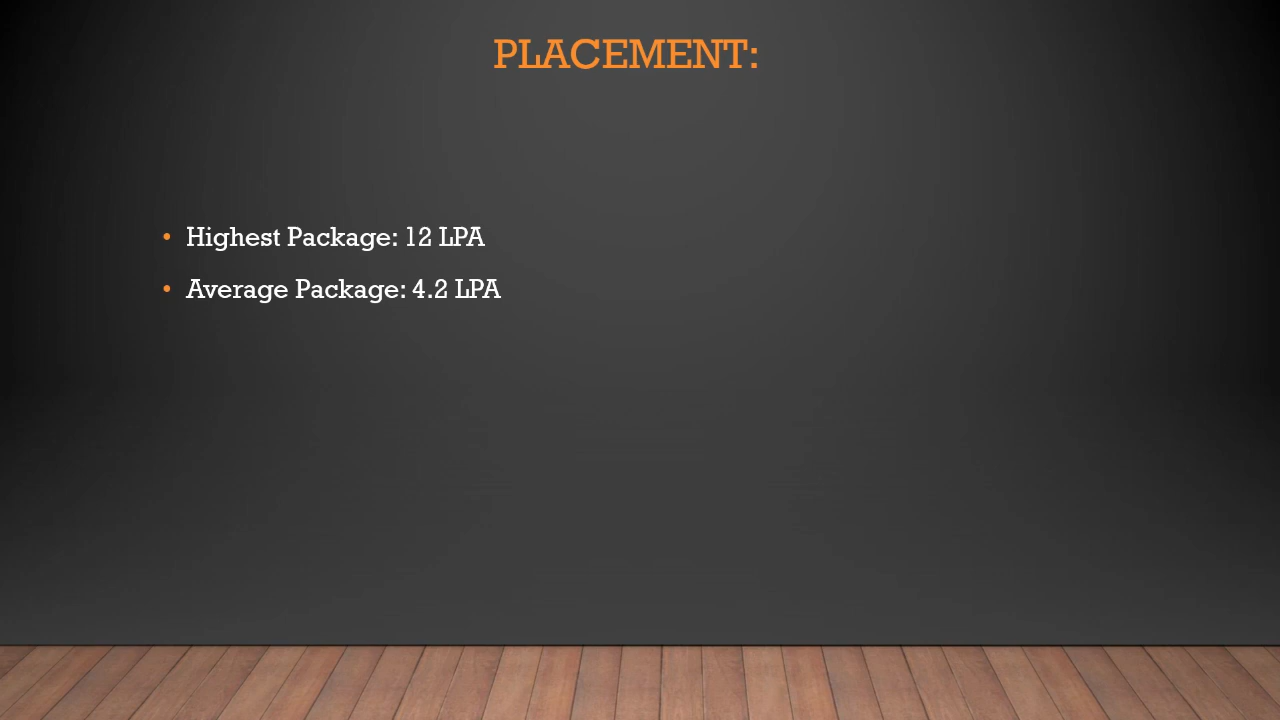 PLACEMENT:
• Highest Package: 12 LPA
• Average Package: 4.2 LPA